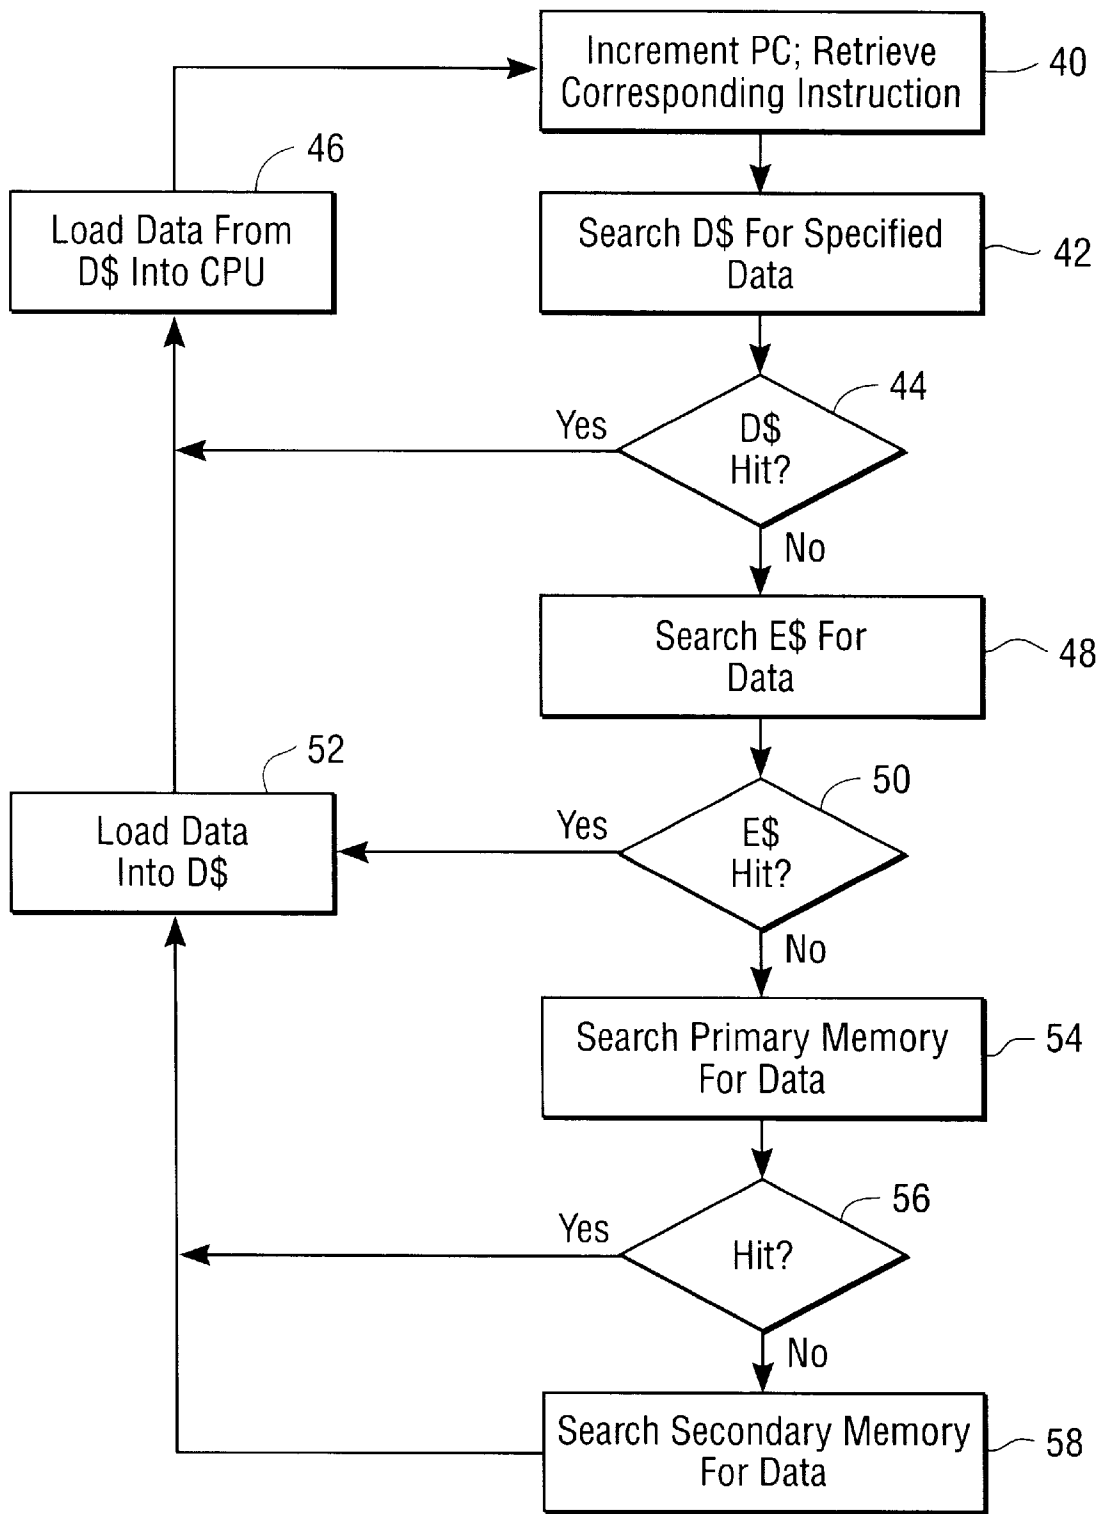 Increment PC; Retrieve
Corresponding Instruction
40
46
Load Data From
D$ Into CPU
Search D$ For Specified
Data
42
44
Yes
D$
Hit?
No
Search E$ For
Data
48
52
Load Data
Into D$
50
Yes
E$
Hit?
No
Search Primary Memory
For Data
54
56
Yes
Hit?
No
Search Secondary Memory
For Data
58